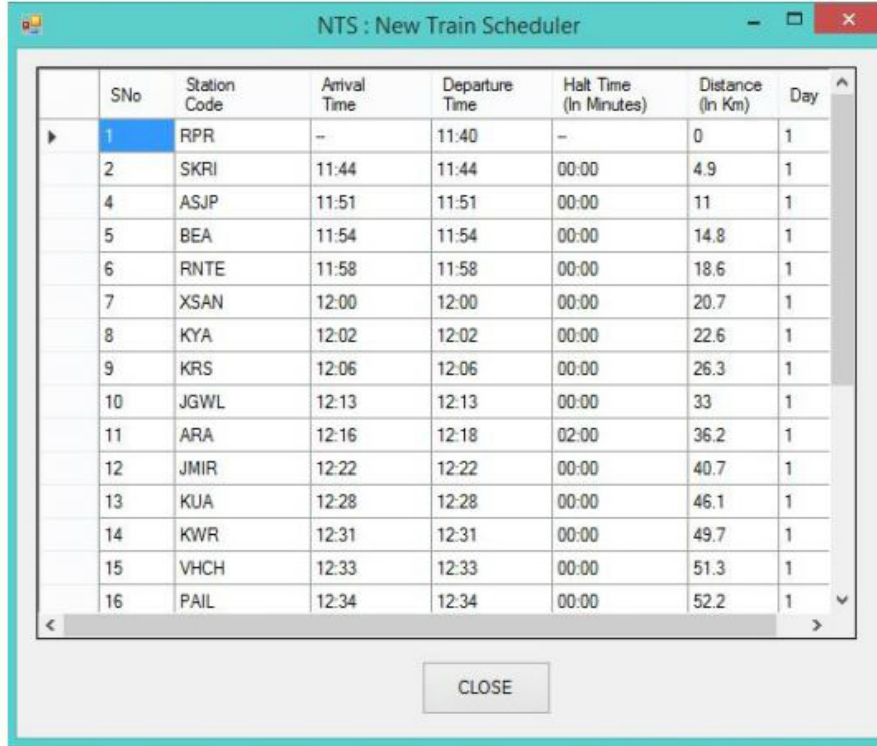 NTS : New Train Scheduler
SNo Station Code Arrival Time Departure Time Halt Time (In Minutes) Distance (In Km) Day
1 RPR -- 11:40 -- 0 1
2 SKRI 11:44 11:44 00:00 4.9 1
4 ASJP 11:51 11:51 00:00 11 1
5 BEA 11:54 11:54 00:00 14.8 1
6 RNTE 11:58 11:58 00:00 18.6 1
7 XSAN 12:00 12:00 00:00 20.7 1
8 KYA 12:02 12:02 00:00 22.6 1
9 KRS 12:06 12:06 00:00 26.3 1
10 JGWL 12:13 12:13 00:00 33 1
11 ARA 12:16 12:18 02:00 36.2 1
12 JMIR 12:22 12:22 00:00 40.7 1
13 KUA 12:28 12:28 00:00 46.1 1
14 KWR 12:31 12:31 00:00 49.7 1
15 VHCH 12:33 12:33 00:00 51.3 1
16 PAIL 12:34 12:34 00:00 52.2 1
CLOSE